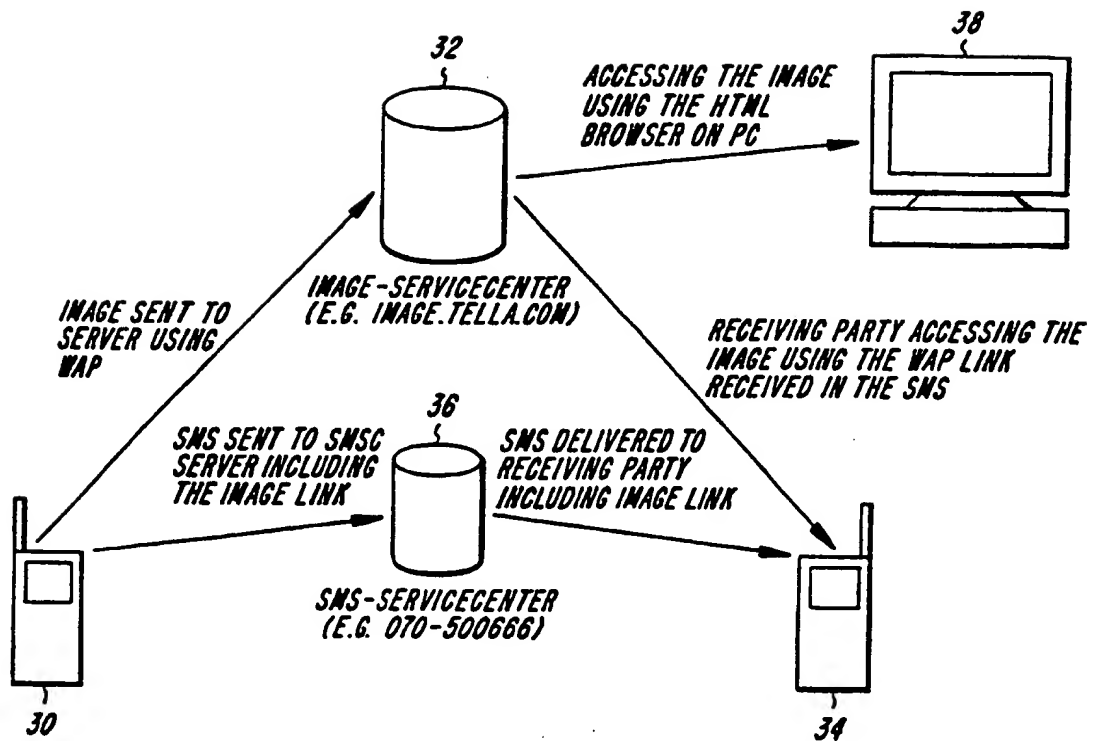 32
38
ACCESSING THE IMAGE
USING THE HTML
BROWSER ON PC
IMAGE-SERVICECENTER
(E.G. IMAGE.TELLA.COM)
IMAGE SENT TO
SERVER USING
WAP
RECEIVING PARTY ACCESSING THE
IMAGE USING THE WAP LINK
RECEIVED IN THE SMS
36
SMS SENT TO SMSC
SERVER INCLUDING
THE IMAGE LINK
SMS DELIVERED TO
RECEIVING PARTY
INCLUDING IMAGE LINK
SMS-SERVICECENTER
(E.G. 070-500666)
30
34